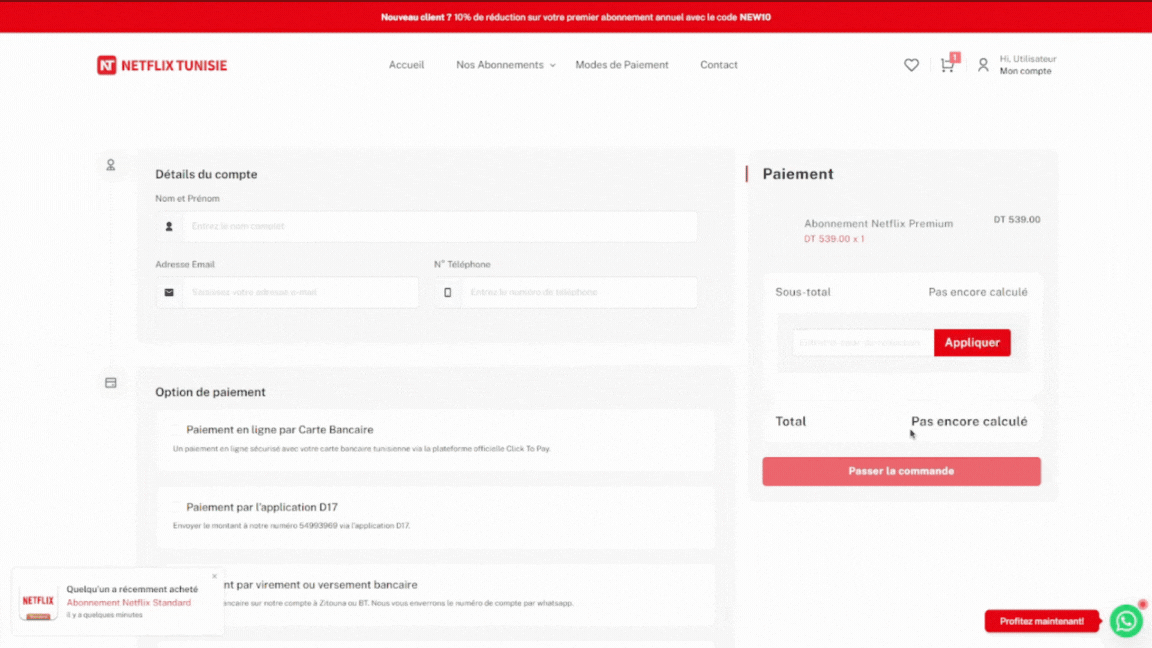 Nouveau client ? 10% de réduction sur votre premier abonnement annuel avec le code NEW10
NT NETFLIX TUNISIE
Accueil
Nos Abonnements
Modes de Paiement
Contact
1
Hi, Utilisateur
Mon compte
Détails du compte
Nom et Prénom
Entrez le nom complet
Adresse Email
N° Téléphone
Saisissez votre adresse e-mail
Entrez le numéro de téléphone
Option de paiement
Paiement en ligne par Carte Bancaire
Un paiement en ligne sécurisé avec votre carte bancaire tunisienne via la plateforme officielle Click To Pay.
Paiement par l'application D17
Envoyer le montant à notre numéro 54993969 via l'application D17.
nt par virement ou versement bancaire
ancaire sur notre compte à Zitouna ou BT. Nous vous enverrons le numéro de compte par whatsapp.
Paiement
Abonnement Netflix Premium
DT 539.00
DT 539.00 x 1
Sous-total
Pas encore calculé
Appliquer
Total
Pas encore calculé
Passer la commande
NETFLIX
Quelqu'un a récemment acheté
Abonnement Netflix Standard
il y a quelques minutes
Profitez maintenant!